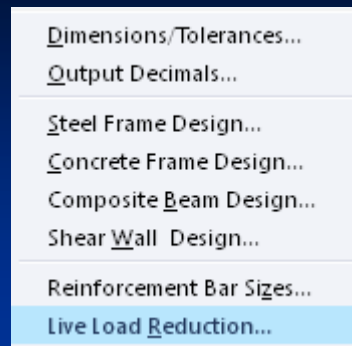 Dimensions/Tolerances...
Output Decimals...
Steel Frame Design...
Concrete Frame Design...
Composite Beam Design...
Shear Wall Design...
Reinforcement Bar Sizes...
Live Load Reduction...